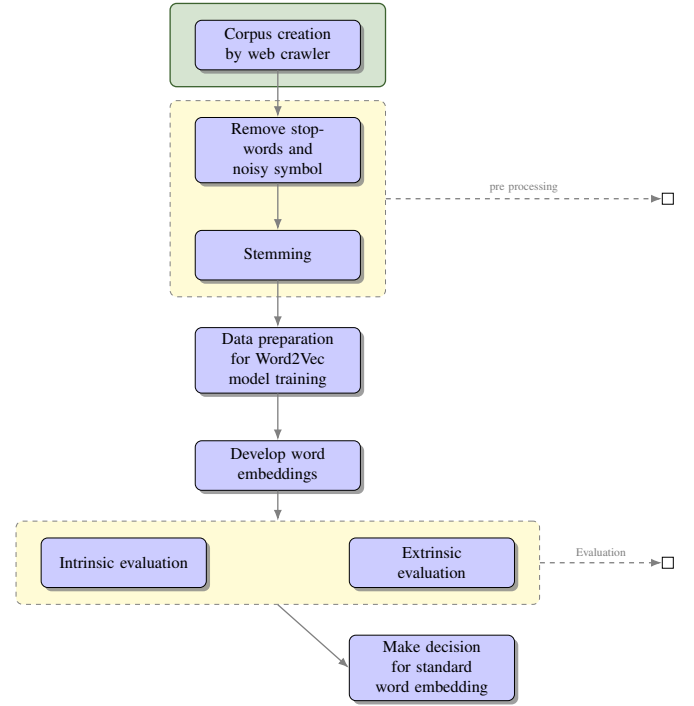 Corpus creation
by web crawler
Remove stop-
words and
noisy symbol
pre processing
Stemming
Data preparation
for Word2Vec
model training
Develop word
embeddings
Intrinsic evaluation
Extrinsic
evaluation
Evaluation
Make decision
for standard
word embedding